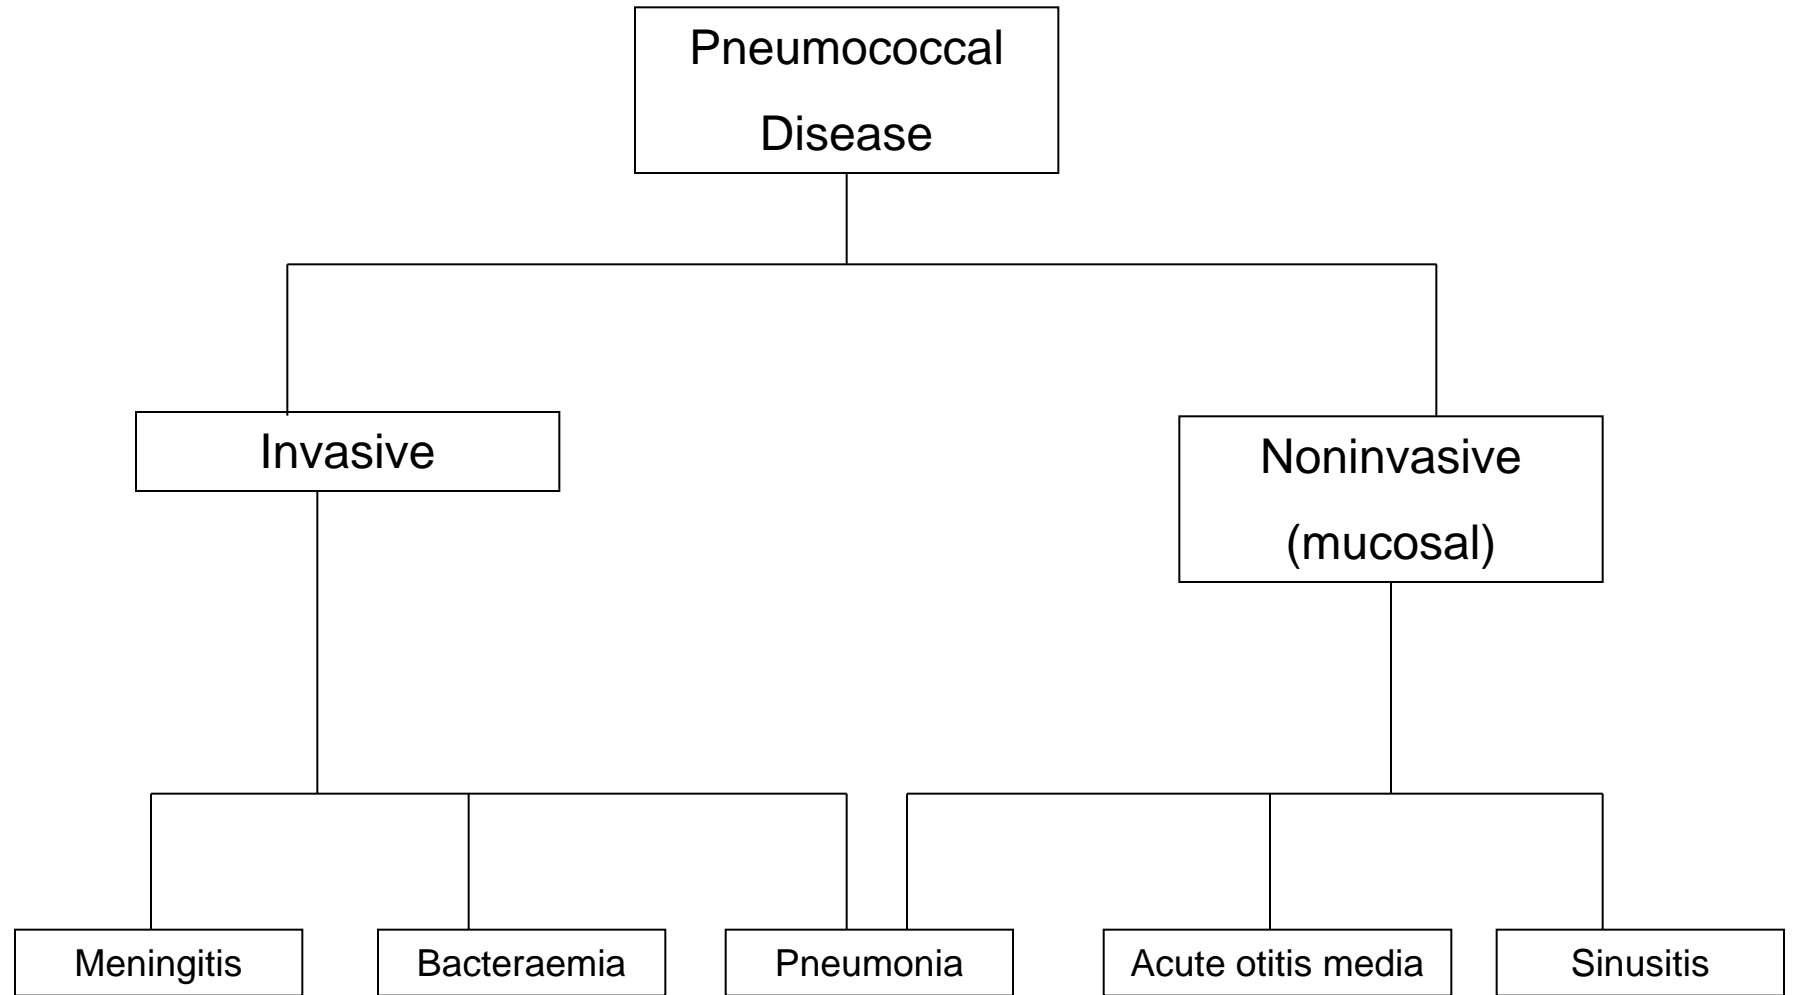 Pneumococcal
Disease
Invasive
Noninvasive
(mucosal)
Meningitis
Bacteraemia
Pneumonia
Acute otitis media
Sinusitis